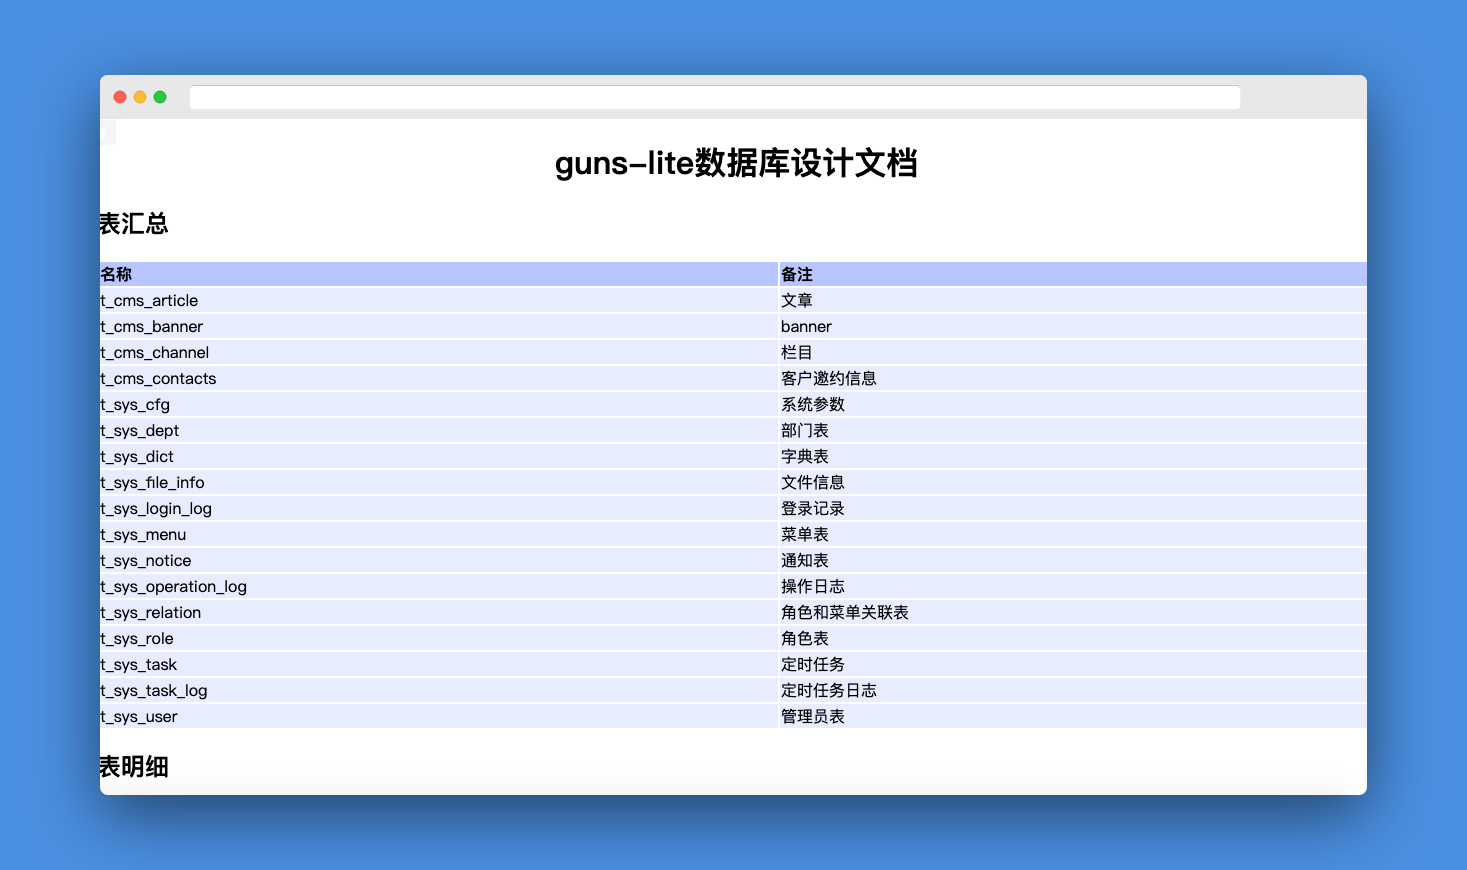 guns-lite数据库设计文档
表汇总
名称 备注
t_cms_article 文章
t_cms_banner banner
t_cms_channel 栏目
t_cms_contacts 客户邀约信息
t_sys_cfg 系统参数
t_sys_dept 部门表
t_sys_dict 字典表
t_sys_file_info 文件信息
t_sys_login_log 登录记录
t_sys_menu 菜单表
t_sys_notice 通知表
t_sys_operation_log 操作日志
t_sys_relation 角色和菜单关联表
t_sys_role 角色表
t_sys_task 定时任务
t_sys_task_log 定时任务日志
t_sys_user 管理员表
表明细